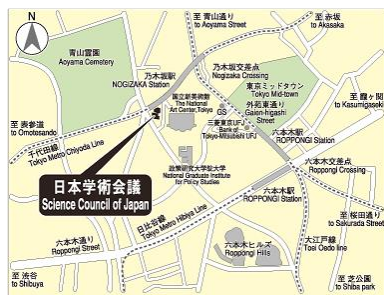 至 青山通り
to Aoyama Street
至 赤坂
to Akasaka
N
青山霊園
Aoyama Cemetery
乃木坂駅
NOGIZAKA Station
乃木坂交差点
Nogizaka Crossing
国立新美術館
The National
Art Center, Tokyo
東京ミッドタウン
Tokyo Mid-town
外苑東通り
Gaien-higashi
Street
GS
至 霞ヶ関
to Kasumigasek
至 表参道
to Omotosando
三菱東京UFJ
Bank of
Tokyo-Mitsubishi UFJ
六本木駅
ROPPONGI Station
千代田線
Tokyo Metro Chiyoda Line
六本木交差点
Roppongi Crossing
政策研究大学院大学
National Graduate Institute
for Policy Studies
日本学術会議
Science Council of Japan
六本木駅
ROPPONGI Station
日比谷線
Tokyo Metro Hibiya Line
至 桜田通り
to Sakurada Street
六本木通り
Roppongi Street
六本木ヒルズ
Roppongi Hills
大江戸線
Toei Oedo Line
至 渋谷
to Shibuya
至 芝公園
to Shiba park